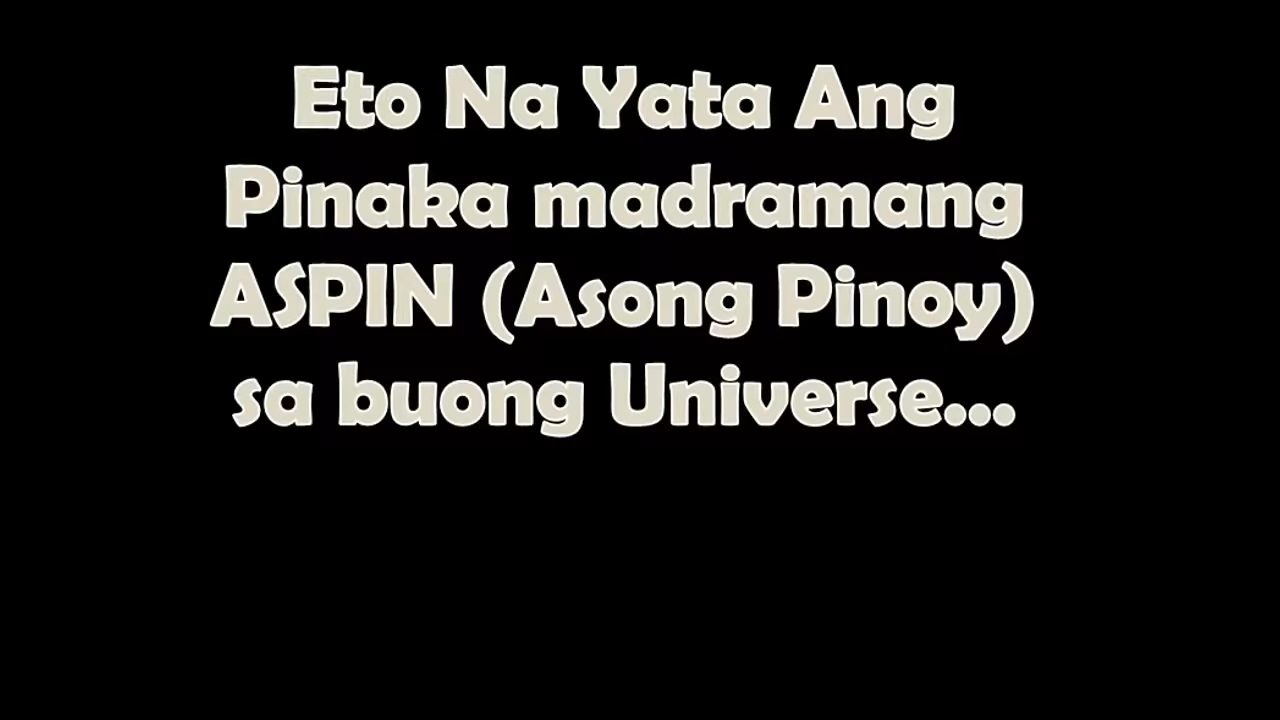 Eto Na Yata Ang
Pinaka madramang
ASPIN (Asong Pinoy)
sa buong Universe...